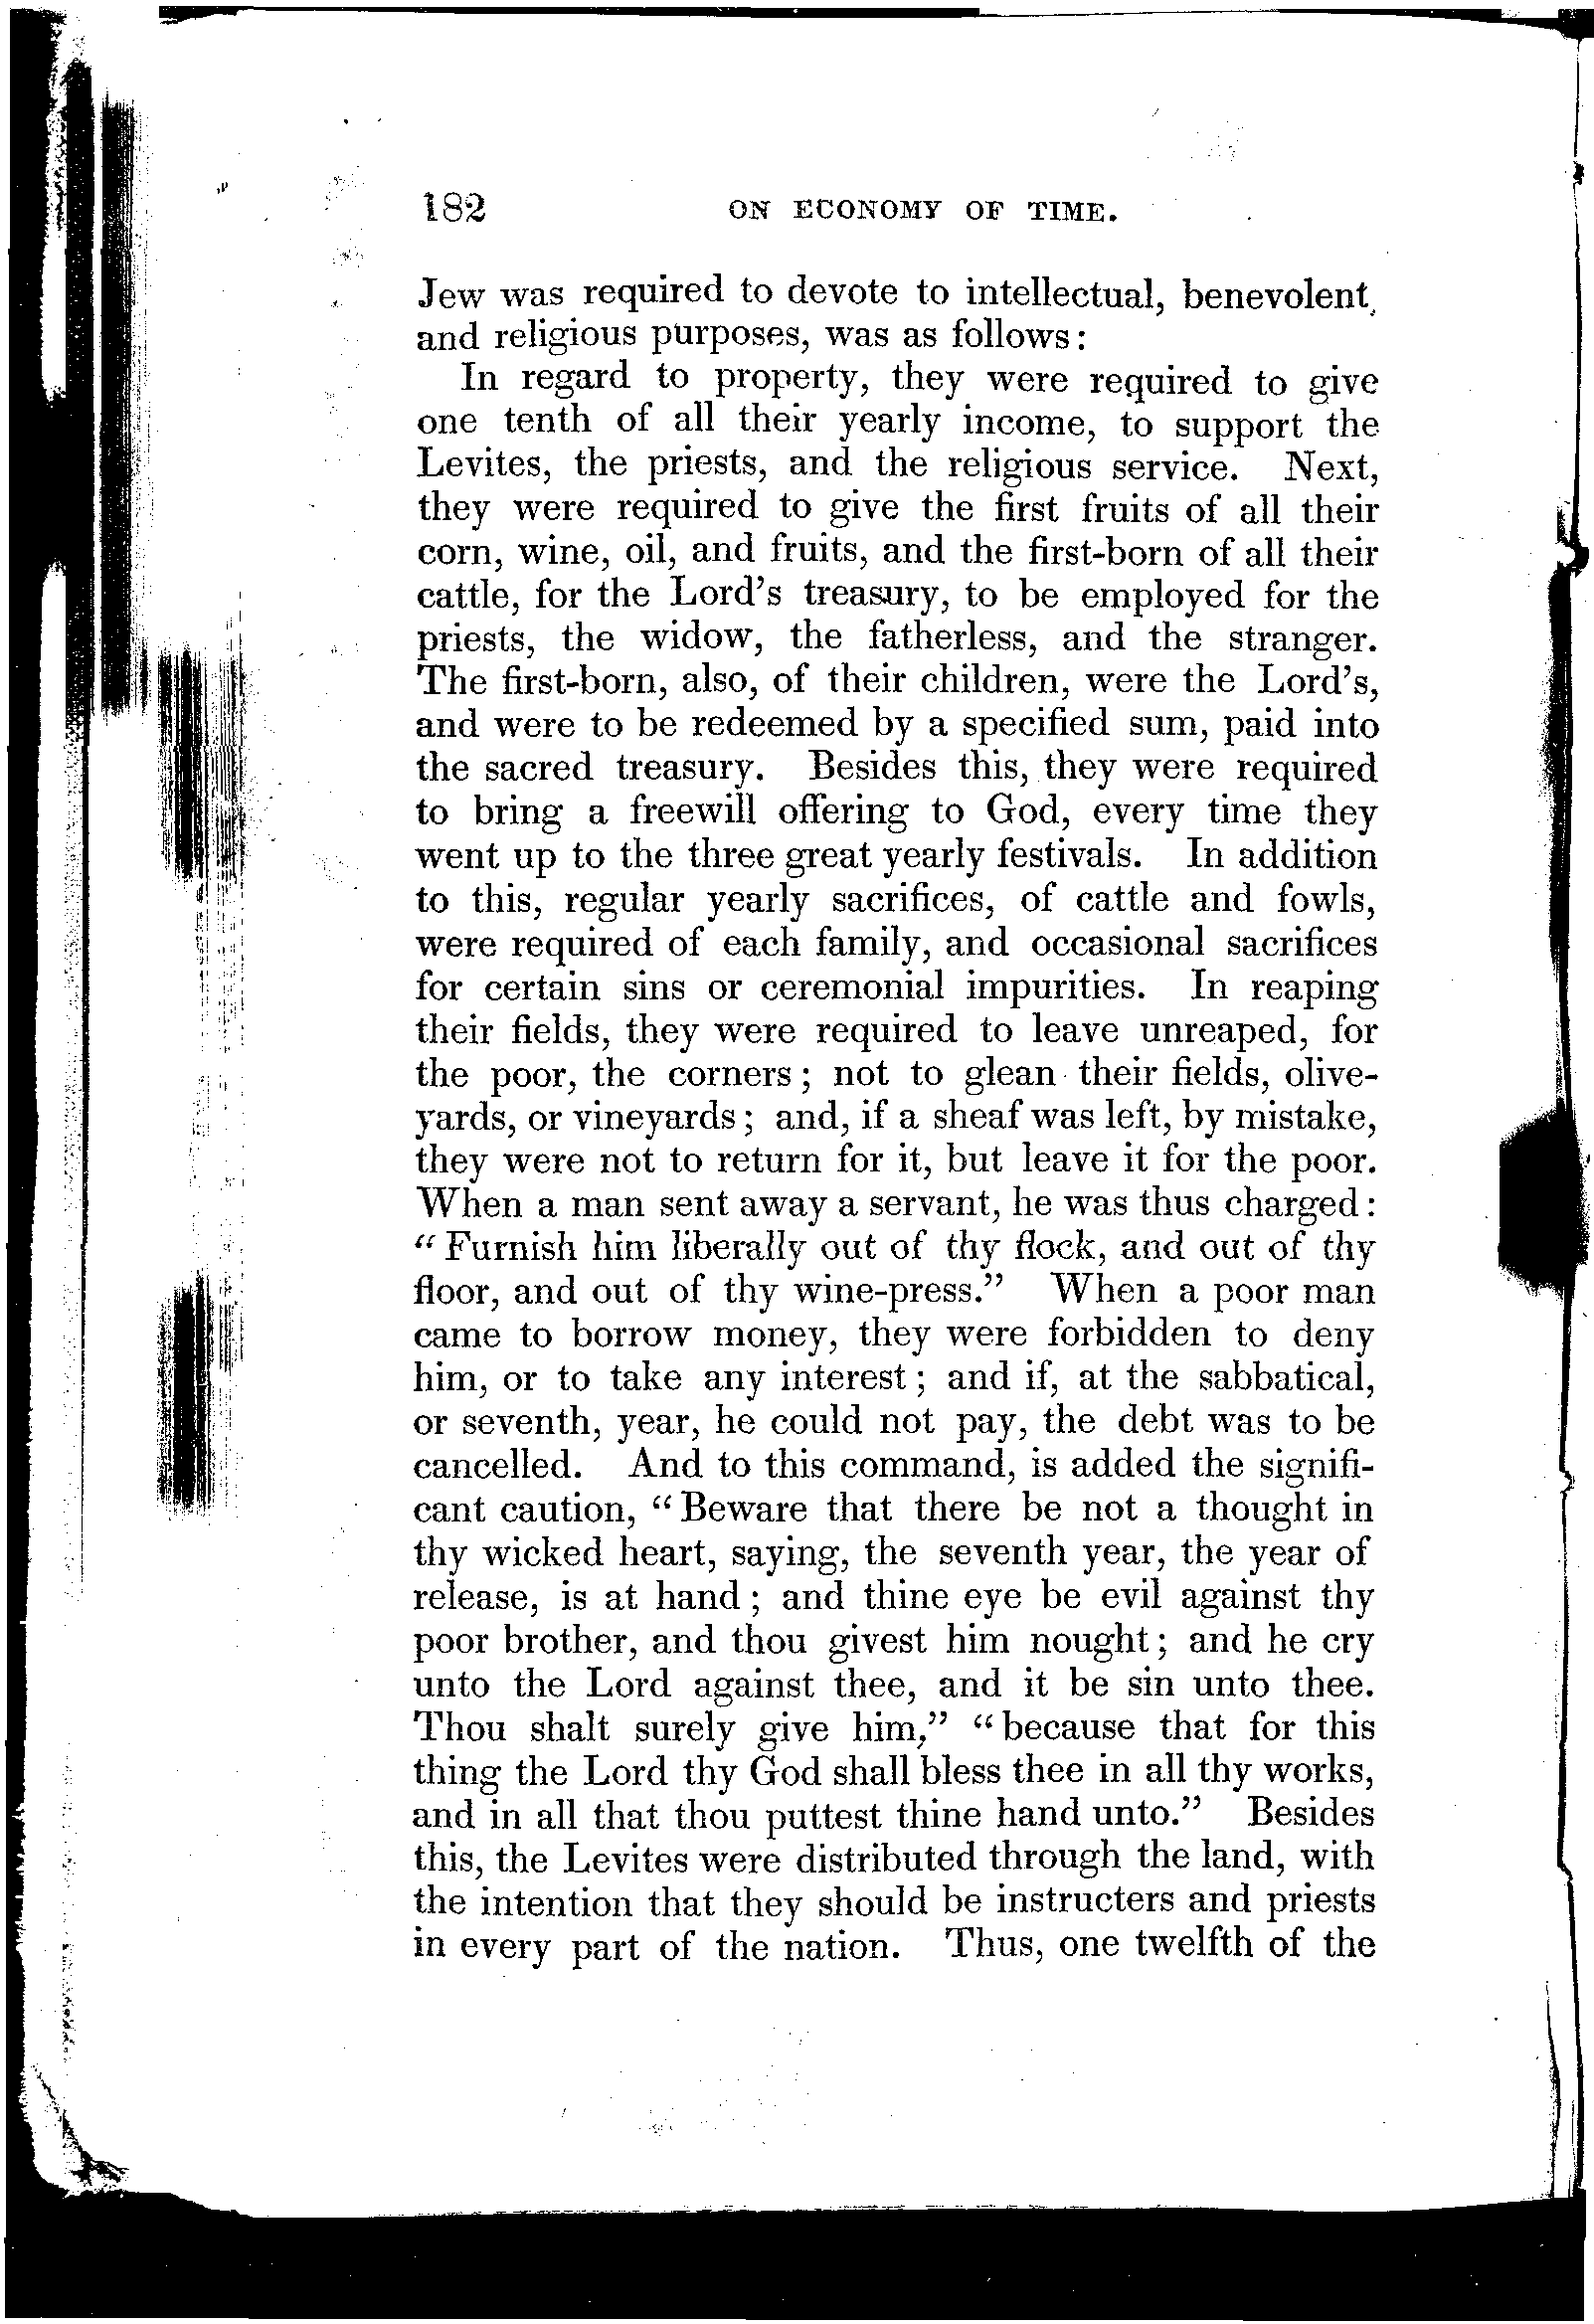 182 ON ECONOMY OF TIME.
Jew was required to devote to intellectual, benevolent,
and religious purposes, was as follows:
In regard to property, they were required to give
one tenth of all their yearly income, to support the
Levites, the priests, and the religious service. Next,
they were required to give the first fruits of all their
corn, wine, oil, and fruits, and the first-born of all their
cattle, for the Lord's treasury, to be employed for the
priests, the widow, the fatherless, and the stranger.
The first-born, also, of their children, were the Lord's,
and were to be redeemed by a specified sum, paid into
the sacred treasury. Besides this, they were required
to bring a freewill offering to God, every time they
went up to the three great yearly festivals. In addition
to this, regular yearly sacrifices, of cattle and fowls,
were required of each family, and occasional sacrifices
for certain sins or ceremonial impurities. In reaping
their fields, they were required to leave unreaped, for
the poor, the corners; not to glean their fields, olive-
yards, or vineyards; and, if a sheaf was left, by mistake,
they were not to return for it, but leave it for the poor.
When a man sent away a servant, he was thus charged:
"Furnish him liberally out of thy flock, and out of thy
floor, and out of thy wine-press." When a poor man
came to borrow money, they were forbidden to deny
him, or to take any interest; and if, at the sabbatical,
or seventh, year, he could not pay, the debt was to be
cancelled. And to this command, is added the signifi-
cant caution, "Beware that there be not a thought in
thy wicked heart, saying, the seventh year, the year of
release, is at hand; and thine eye be evil against thy
poor brother, and thou givest him nought; and he cry
unto the Lord against thee, and it be sin unto thee.
Thou shalt surely give him," "because that for this
thing the Lord thy God shall bless thee in all thy works,
and in all that thou puttest thine hand unto." Besides
this, the Levites were distributed through the land, with
the intention that they should be instructers and priests
in every part of the nation. Thus, one twelfth of the